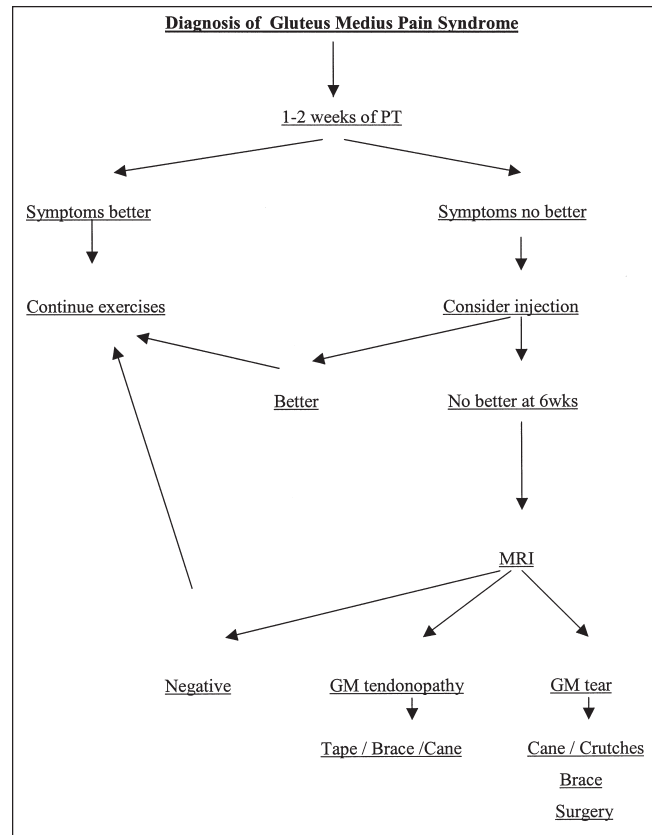 Diagnosis of Gluteus Medius Pain Syndrome
1-2 weeks of PT
Symptoms better
Symptoms no better
Continue exercises
Consider injection
Better
No better at 6wks
MRI
Negative
GM tendonopathy
GM tear
Tape / Brace /Cane
Cane / Crutches
Brace
Surgery